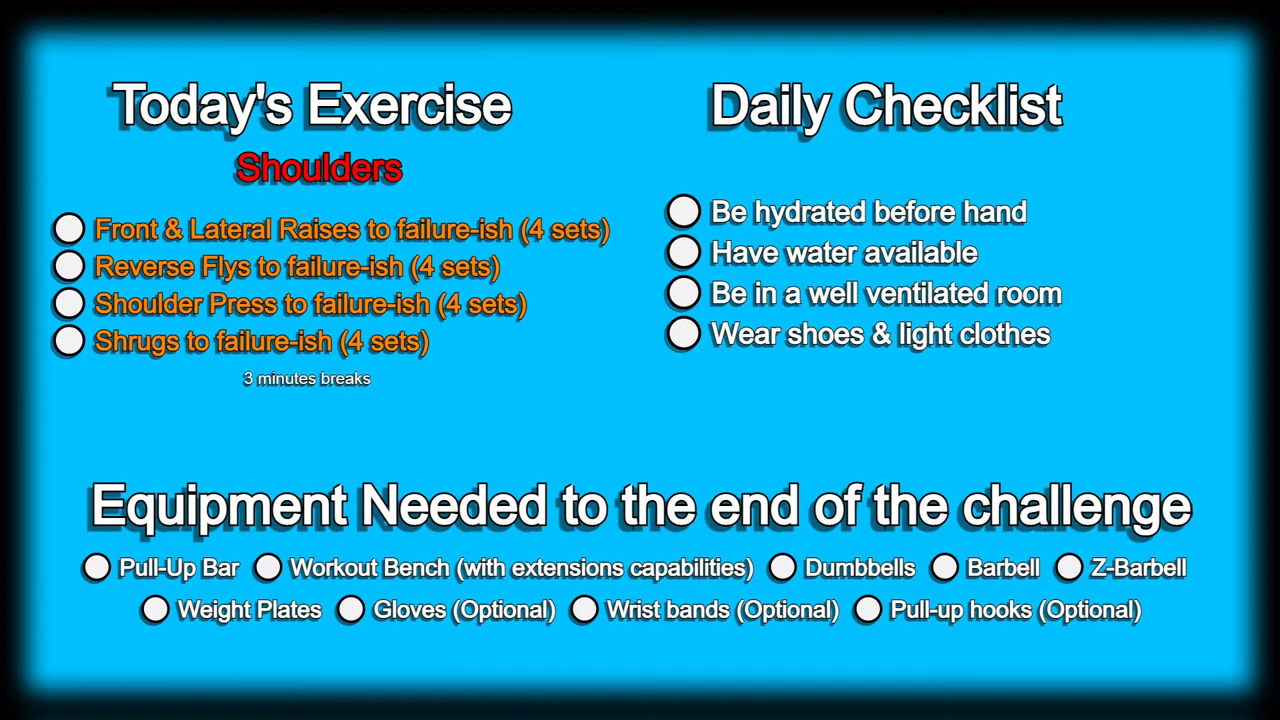 Today's Exercise
Shoulders
Front & Lateral Raises to failure-ish (4 sets)
Reverse Flys to failure-ish (4 sets)
Shoulder Press to failure-ish (4 sets)
Shrugs to failure-ish (4 sets)
3 minutes breaks
Daily Checklist
Be hydrated before hand
Have water available
Be in a well ventilated room
Wear shoes & light clothes
Equipment Needed to the end of the challenge
Pull-Up Bar Workout Bench (with extensions capabilities) Dumbbells Barbell Z-Barbell
Weight Plates Gloves (Optional) Wrist bands (Optional) Pull-up hooks (Optional)